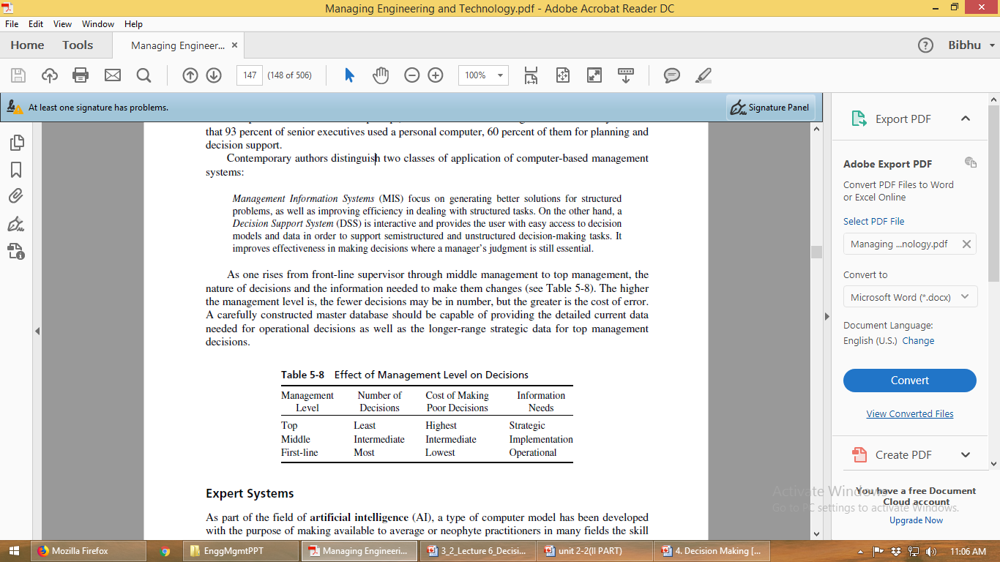 Managing Engineering and Technology.pdf - Adobe Acrobat Reader DC
File Edit View Window Help
Home Tools Managing Engineer... × Bibhu
147 (148 of 506) 100%
At least one signature has problems. Signature Panel
that 93 percent of senior executives used a personal computer, 60 percent of them for planning and
decision support.
Contemporary authors distinguish two classes of application of computer-based management
systems:
Management Information Systems (MIS) focus on generating better solutions for structured
problems, as well as improving efficiency in dealing with structured tasks. On the other hand, a
Decision Support System (DSS) is interactive and provides the user with easy access to decision
models and data in order to support semistructured and unstructured decision-making tasks. It
improves effectiveness in making decisions where a manager's judgment is still essential.
As one rises from front-line supervisor through middle management to top management, the
nature of decisions and the information needed to make them changes (see Table 5-8). The higher
the management level is, the fewer decisions may be in number, but the greater is the cost of error.
A carefully constructed master database should be capable of providing the detailed current data
needed for operational decisions as well as the longer-range strategic data for top management
decisions.
Table 5-8 Effect of Management Level on Decisions
Management Number of Cost of Making Information
Level Decisions Poor Decisions Needs
Top Least Highest Strategic
Middle Intermediate Intermediate Implementation
First-line Most Lowest Operational
Expert Systems
As part of the field of artificial intelligence (AI), a type of computer model has been developed
with the purpose of making available to average or neophyte practitioners in many fields the skill
Export PDF
Adobe Export PDF
Convert PDF Files to Word
or Excel Online
Select PDF File
Managing ...nology.pdf
Convert to
Microsoft Word (*.docx)
Document Language:
English (U.S.) Change
Convert
View Converted Files
Create PDF
You have a free Document
Cloud account
Upgrade Now
Activate Windows
Go to PC settings to activate Windows.
Mozilla Firefox EnggMgmtPPT Managing Engineeri... 3_2_Lecture 6_Decisi... unit 2-2(II PART) 4. Decision Making [... 11:06 AM